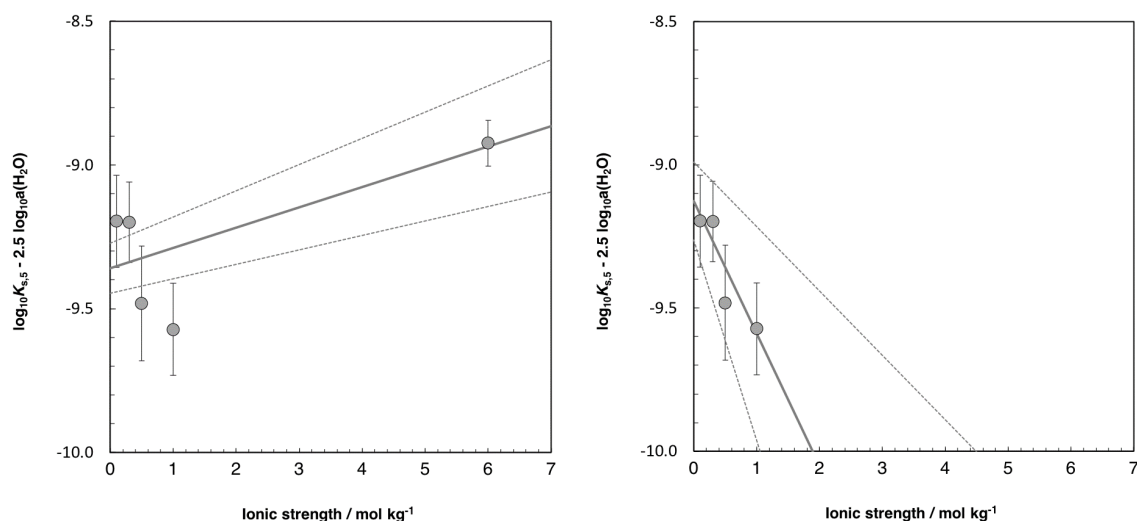 log₁₀Kₛ,₅ - 2.5 log₁₀a(H₂O)
-8.5
-9.0
-9.5
-10.0
0 1 2 3 4 5 6 7
Ionic strength / mol kg⁻¹
log₁₀Kₛ,₅ - 2.5 log₁₀a(H₂O)
-8.5
-9.0
-9.5
-10.0
0 1 2 3 4 5 6 7
Ionic strength / mol kg⁻¹